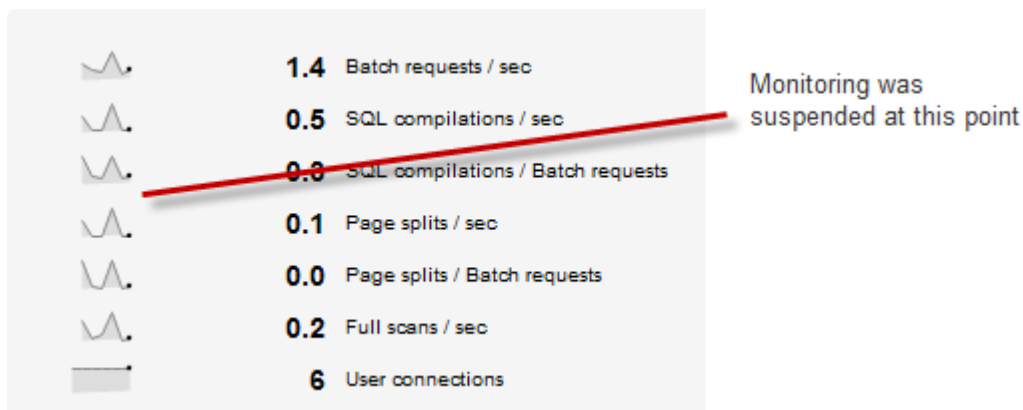 1.4 Batch requests / sec
0.5 SQL compilations / sec
0.3 SQL compilations / Batch requests
0.1 Page splits / sec
0.0 Page splits / Batch requests
0.2 Full scans / sec
6 User connections
Monitoring was
suspended at this point